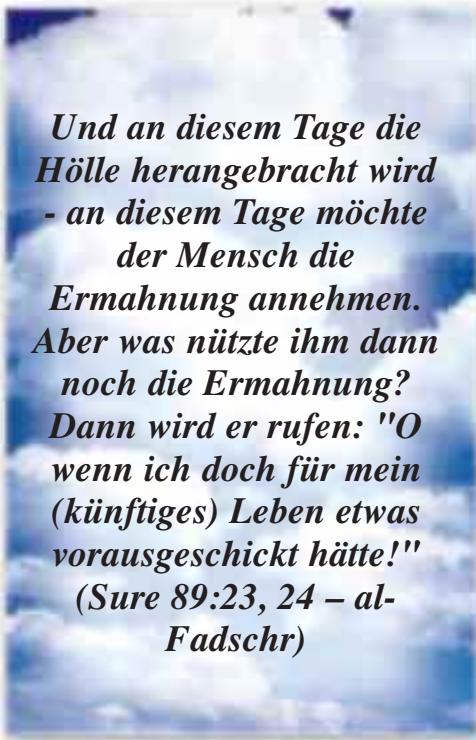 Und an diesem Tage die
Hölle herangebracht wird
- an diesem Tage möchte
der Mensch die
Ermahnung annehmen.
Aber was nützte ihm dann
noch die Ermahnung?
Dann wird er rufen: "O
wenn ich doch für mein
(künftiges) Leben etwas
vorausgeschickt hätte!"
(Sure 89:23, 24 – al-
Fadschr)